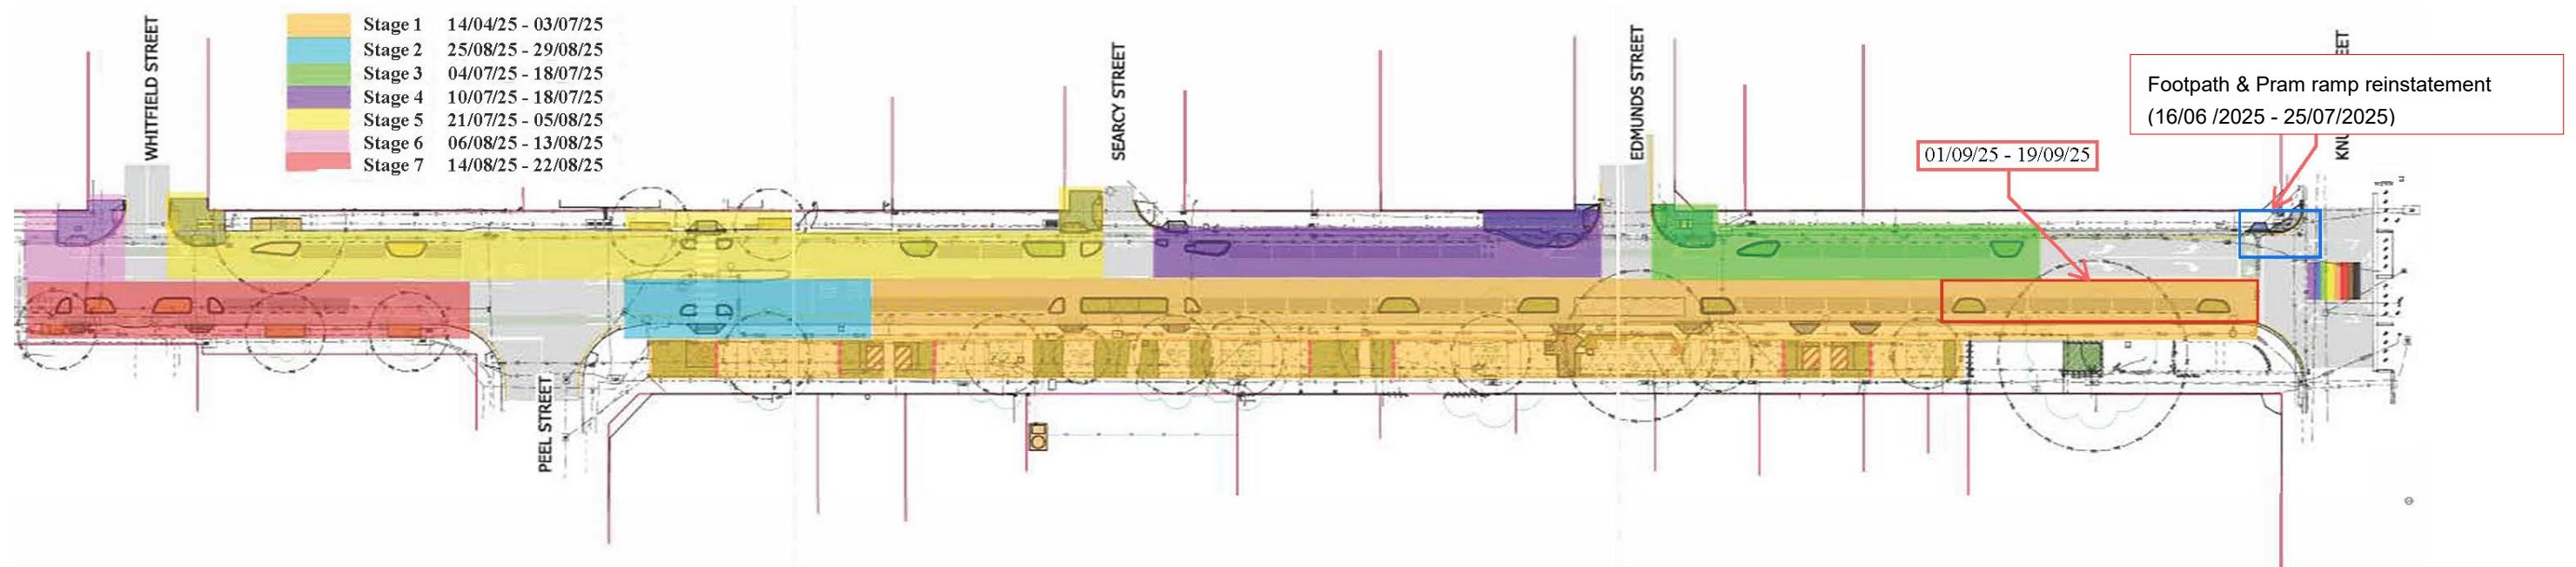 WHITFIELD STREET
Stage 1 14/04/25 - 03/07/25
Stage 2 25/08/25 - 29/08/25
Stage 3 04/07/25 - 18/07/25
Stage 4 10/07/25 - 18/07/25
Stage 5 21/07/25 - 05/08/25
Stage 6 06/08/25 - 13/08/25
Stage 7 14/08/25 - 22/08/25
SEARCY STREET
EDMUNDS STREET
KNU
EET
Footpath & Pram ramp reinstatement
(16/06 /2025 - 25/07/2025)
01/09/25 - 19/09/25
PEEL STREET